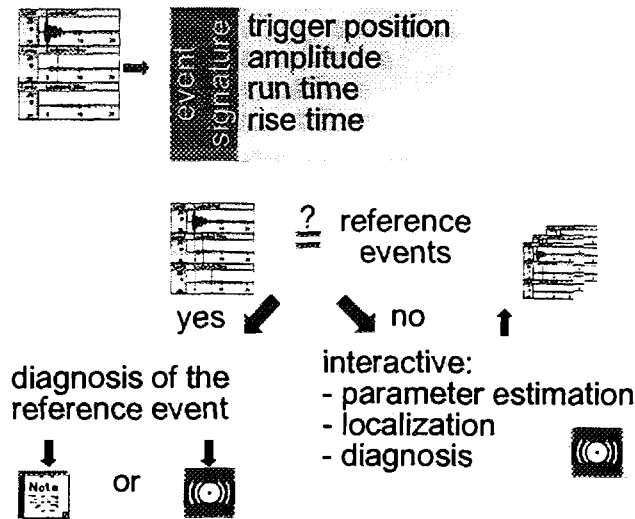 event
signature
trigger position
amplitude
run time
rise time
?
=
reference
events
yes
no
diagnosis of the
reference event
interactive:
- parameter estimation
- localization
- diagnosis
Note
or